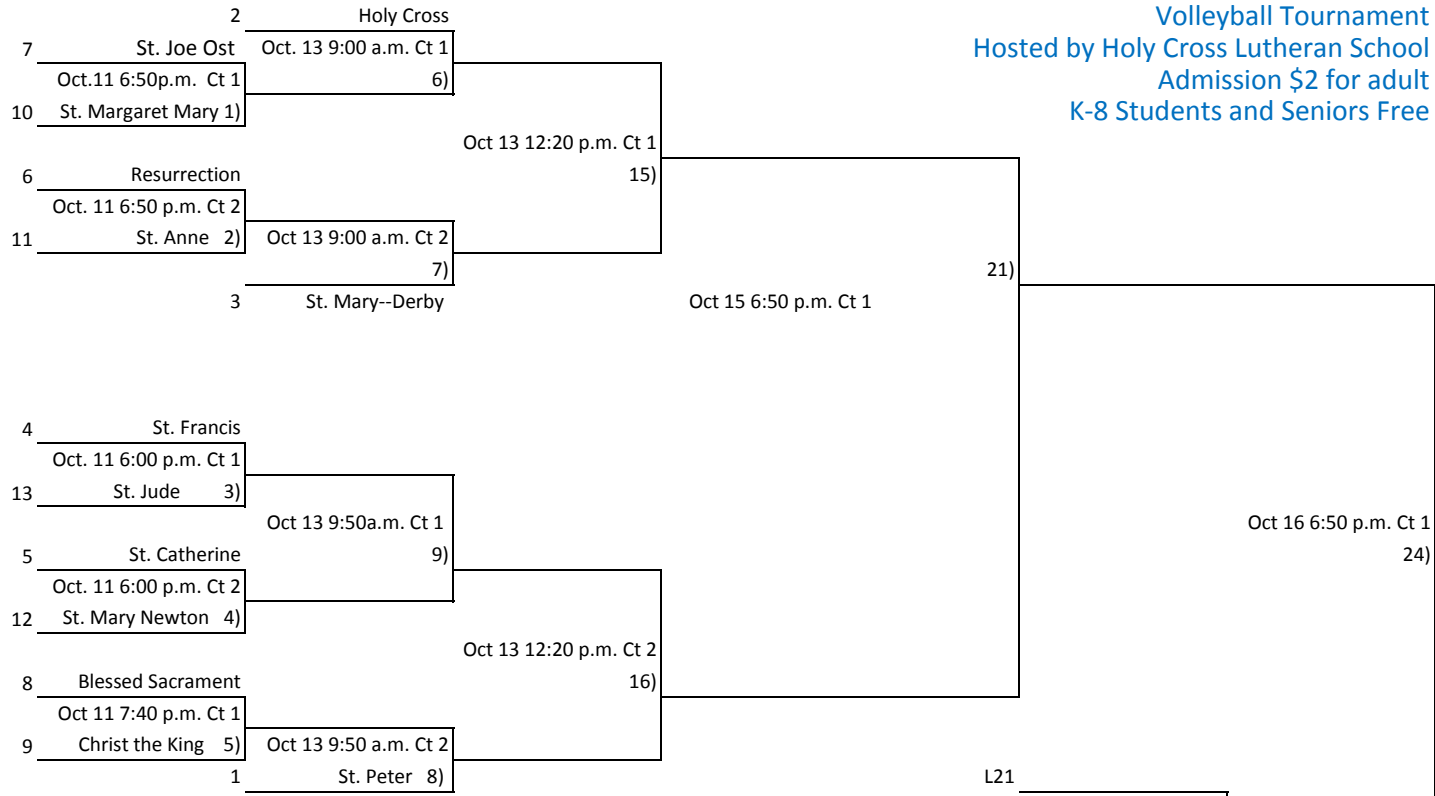 2 Holy Cross Volleyball Tournament
7 St. Joe Ost Oct. 13 9:00 a.m. Ct 1 Hosted by Holy Cross Lutheran School
Oct.11 6:50p.m. Ct 1 6) Admission $2 for adult
10 St. Margaret Mary 1) K-8 Students and Seniors Free
Oct 13 12:20 p.m. Ct 1
6 Resurrection 15)
Oct. 11 6:50 p.m. Ct 2
11 St. Anne 2) Oct 13 9:00 a.m. Ct 2
7) 21)
3 St. Mary--Derby Oct 15 6:50 p.m. Ct 1
4 St. Francis
Oct. 11 6:00 p.m. Ct 1
13 St. Jude 3)
Oct 13 9:50a.m. Ct 1 Oct 16 6:50 p.m. Ct 1
5 St. Catherine 9) 24)
Oct. 11 6:00 p.m. Ct 2
12 St. Mary Newton 4)
Oct 13 12:20 p.m. Ct 2
8 Blessed Sacrament 16)
Oct 11 7:40 p.m. Ct 1
9 Christ the King 5) Oct 13 9:50 a.m. Ct 2
1 St. Peter 8) L21